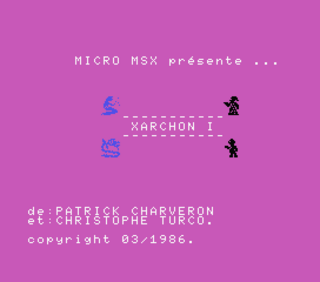 MICRO MSX présente ...
-----------
XARCHON I
-----------
de:PATRICK CHARVERON
et:CHRISTOPHE TURCO.
copyright 03/1986.